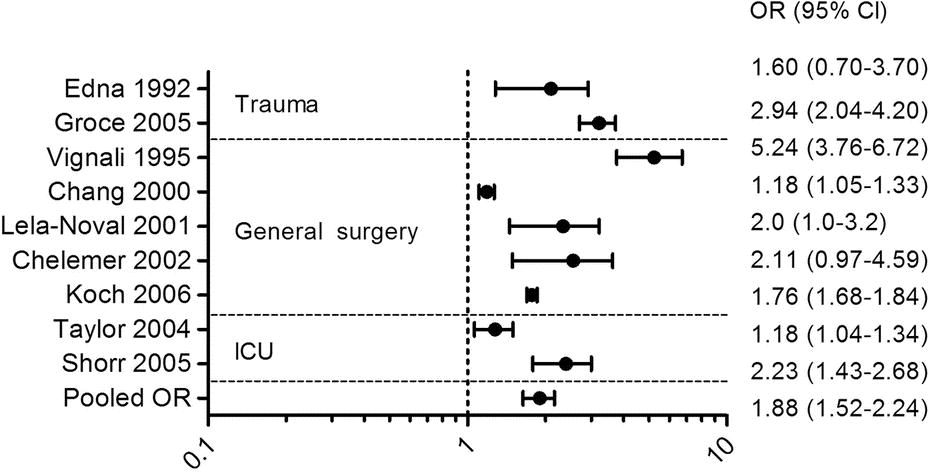 OR (95% CI)
Edna 1992 1.60 (0.70-3.70)
Trauma
Groce 2005 2.94 (2.04-4.20)
Vignali 1995 5.24 (3.76-6.72)
Chang 2000 1.18 (1.05-1.33)
Lela-Noval 2001 2.0 (1.0-3.2)
General surgery
Chelemer 2002 2.11 (0.97-4.59)
Koch 2006 1.76 (1.68-1.84)
Taylor 2004 1.18 (1.04-1.34)
ICU
Shorr 2005 2.23 (1.43-2.68)
Pooled OR 1.88 (1.52-2.24)
0.1 1 10